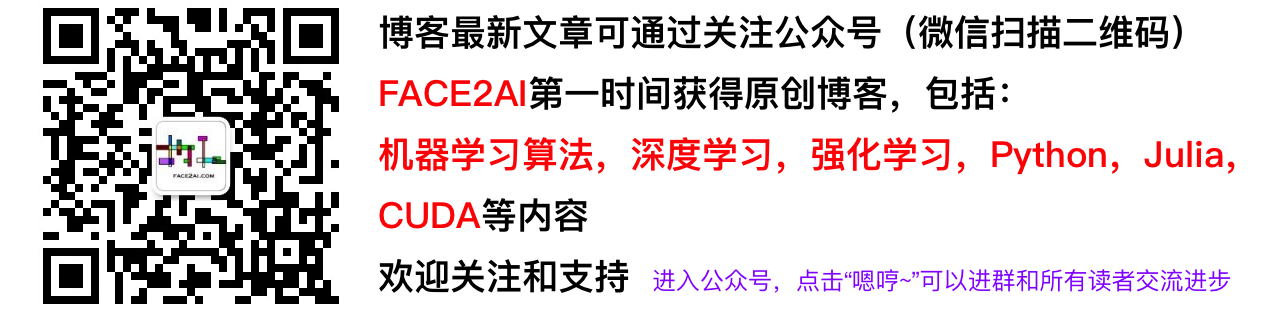 博客最新文章可通过关注公众号（微信扫描二维码）
FACE2AI第一时间获得原创博客，包括：
机器学习算法，深度学习，强化学习，Python，Julia，
CUDA等内容
欢迎关注和支持 进入公众号，点击“嗯哼~”可以进群和所有读者交流进步
FACE2AI.COM